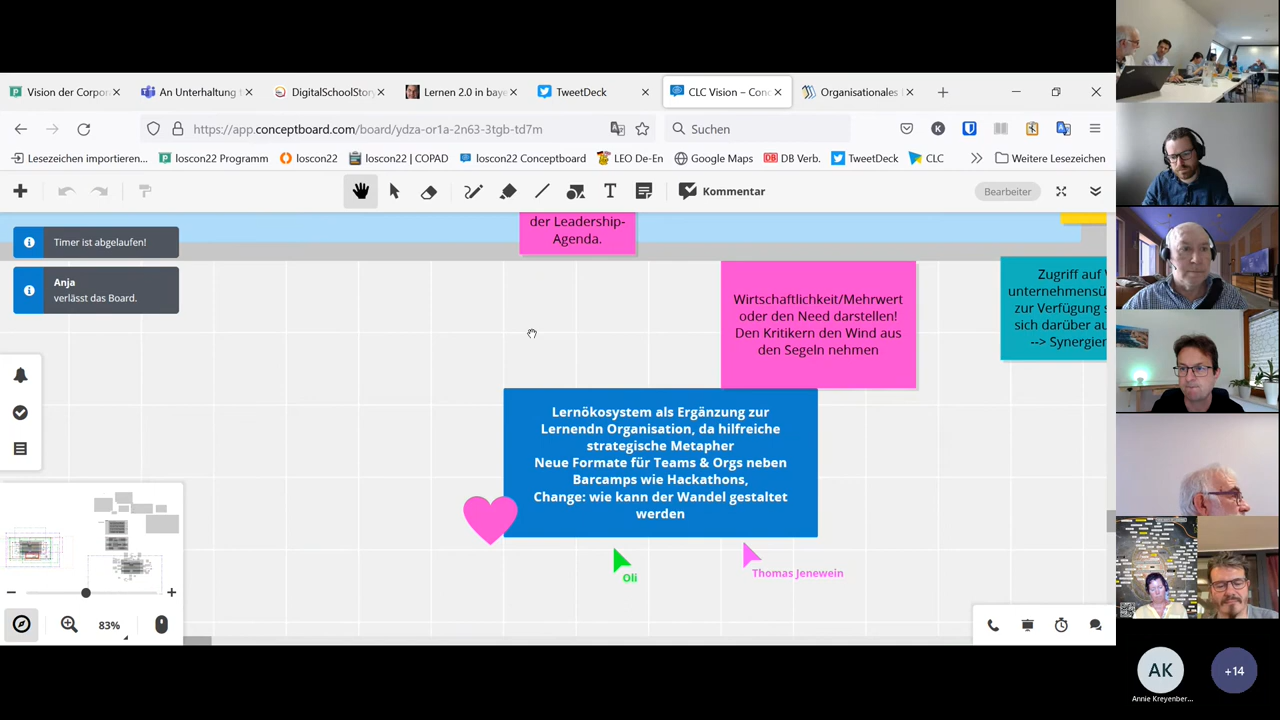 Vision der Corpor
An Unterhaltung t
DigitalSchoolStory
Lernen 2.0 in baye
TweetDeck
CLC Vision – Conc
Organisationales L
https://app.conceptboard.com/board/ydza-or1a-2n63-3tgb-td7m
Suchen
Lesezeichen importieren...
loscon22 Programm
loscon22
loscon22 | COPAD
loscon22 Conceptboard
LEO De-En
Google Maps
DB Verb.
TweetDeck
CLC
Weitere Lesezeichen
Kommentar
Bearbeiter
der Leadership-
Agenda.
Timer ist abgelaufen!
Anja
verlässt das Board.
Wirtschaftlichkeit/Mehrwert
oder den Need darstellen!
Den Kritikern den Wind aus
den Segeln nehmen
Zugriff auf
unternehmensü
zur Verfügung s
sich darüber au
--> Synergien
Lernökosystem als Ergänzung zur
Lernendn Organisation, da hilfreiche
strategische Metapher
Neue Formate für Teams & Orgs neben
Barcamps wie Hackathons,
Change: wie kann der Wandel gestaltet
werden
Oli
Thomas Jenewein
83%
AK
+14
Annie Kreyenber...